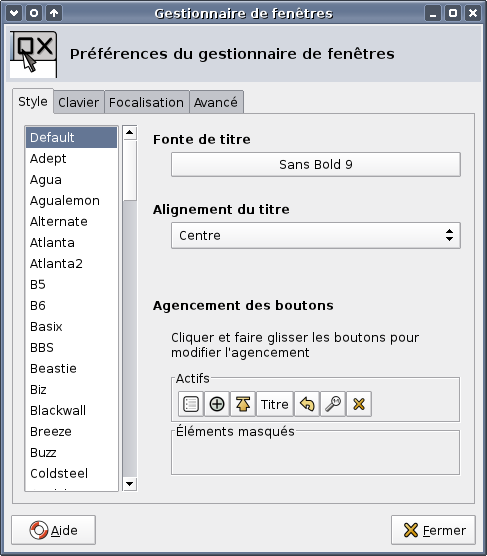 Gestionnaire de fenêtres
Préférences du gestionnaire de fenêtres
Style Clavier Focalisation Avancé
Default
Adept
Agua
Agualemon
Alternate
Atlanta
Atlanta2
B5
B6
Basix
BBS
Beastie
Biz
Blackwall
Breeze
Buzz
Coldsteel
Fonte de titre
Sans Bold 9
Alignement du titre
Centre
Agencement des boutons
Cliquer et faire glisser les boutons pour
modifier l'agencement
Actifs
Titre
Éléments masqués
Aide
Fermer